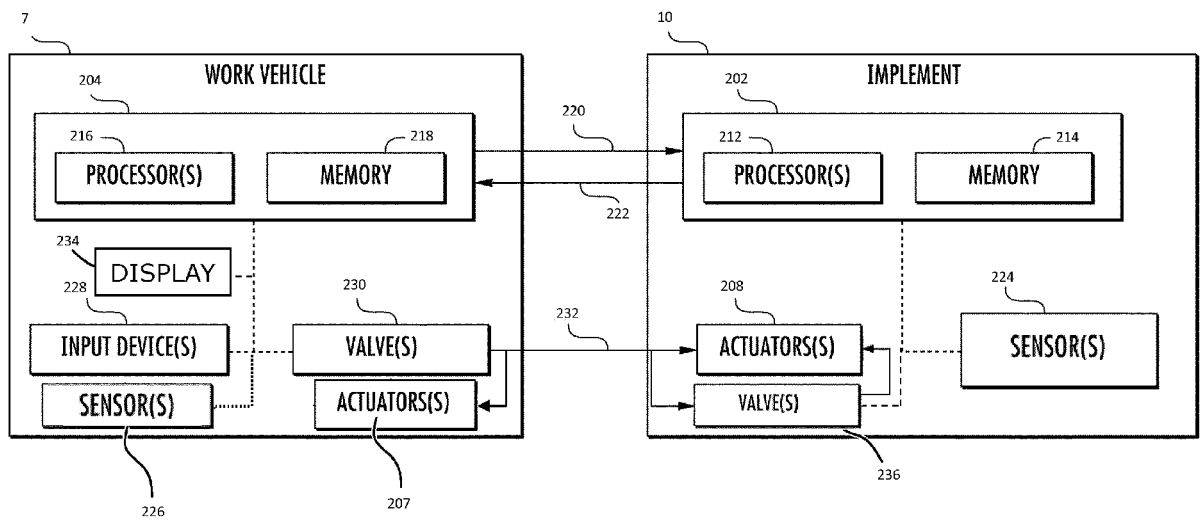 7
10
WORK VEHICLE
IMPLEMENT
204
202
216
218
220
212
214
PROCESSOR(S)
MEMORY
PROCESSOR(S)
MEMORY
222
234
DISPLAY
228
230
232
208
224
INPUT DEVICE(S)
VALVE(S)
ACTUATORS(S)
SENSOR(S)
SENSOR(S)
ACTUATORS(S)
VALVE(S)
226
207
236